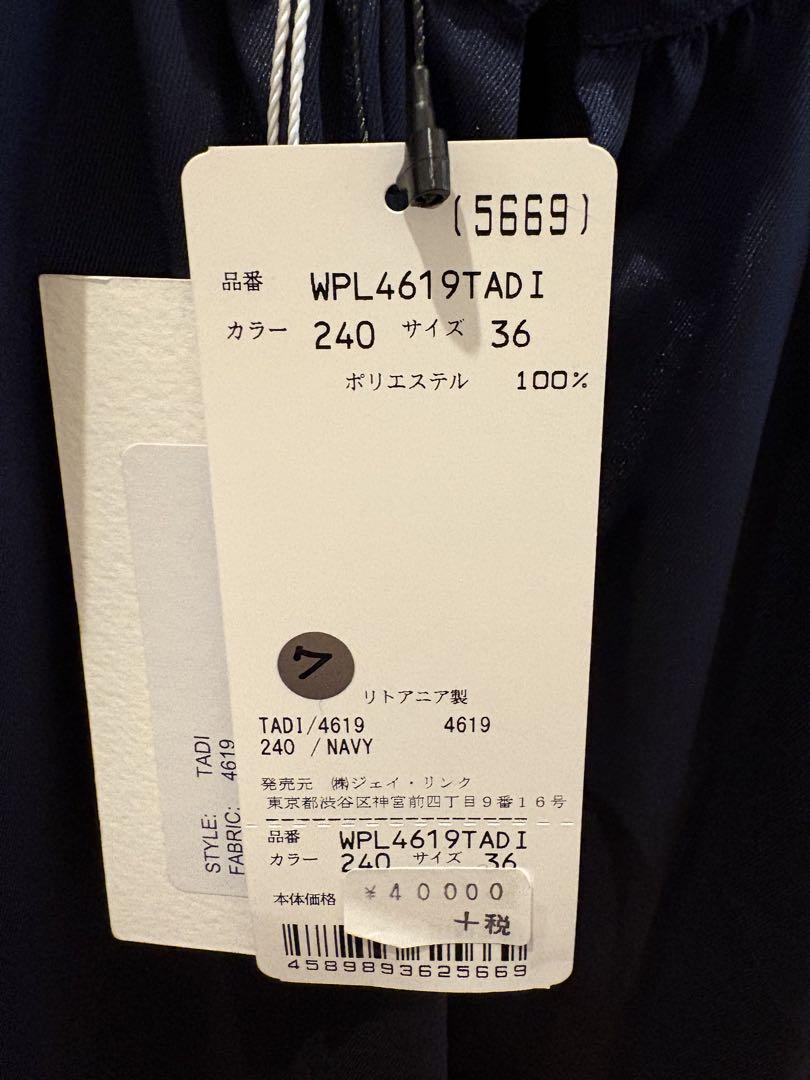 (5669)
品番 WPL4619TADI
カラー 240 サイズ 36
ポリエステル 100%
ワ
リトアニア製
TADI/4619 4619
240 /NAVY
発売元 ㈱ジェイ・リンク
東京都渋谷区神宮前四丁目9番16号
品番 WPL4619TADI
カラー 240 サイズ 36
本体価格 ¥40000
+税
4589893625669
STYLE: TADI
FABRIC: 4619